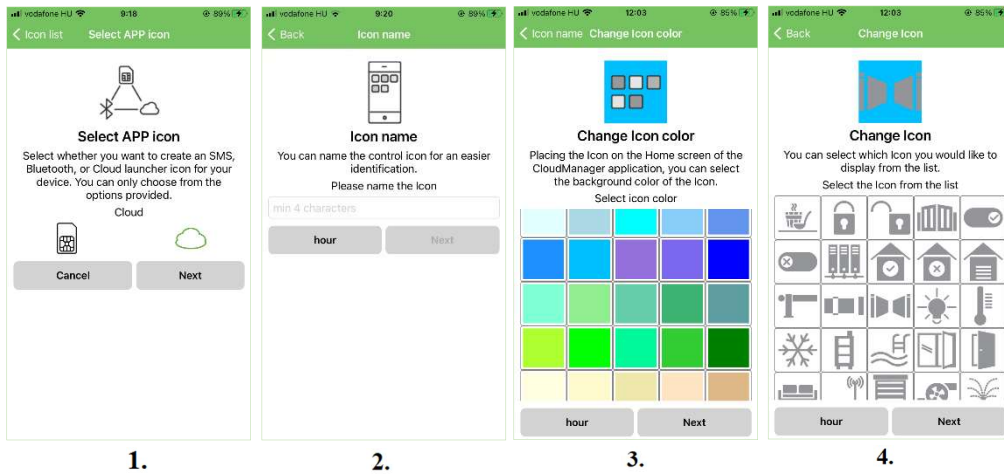 vodafone HU 9:18 89%
Icon list Select APP icon
Select APP icon
Select whether you want to create an SMS,
Bluetooth, or Cloud launcher icon for your
device. You can only choose from the
options provided.
Cloud
Cancel Next
1.
vodafone HU 9:20 89%
Back Icon name
Icon name
You can name the control icon for an easier
identification.
Please name the Icon
min 4 characters
hour Next
2.
vodafone HU 12:03 85%
Icon name Change Icon color
Change Icon color
Placing the Icon on the Home screen of the
CloudManager application, you can select
the background color of the Icon.
Select icon color
hour Next
3.
vodafone HU 12:03 85%
Back Change Icon
Change Icon
You can select which Icon you would like to
display from the list.
Select the Icon from the list
hour Next
4.